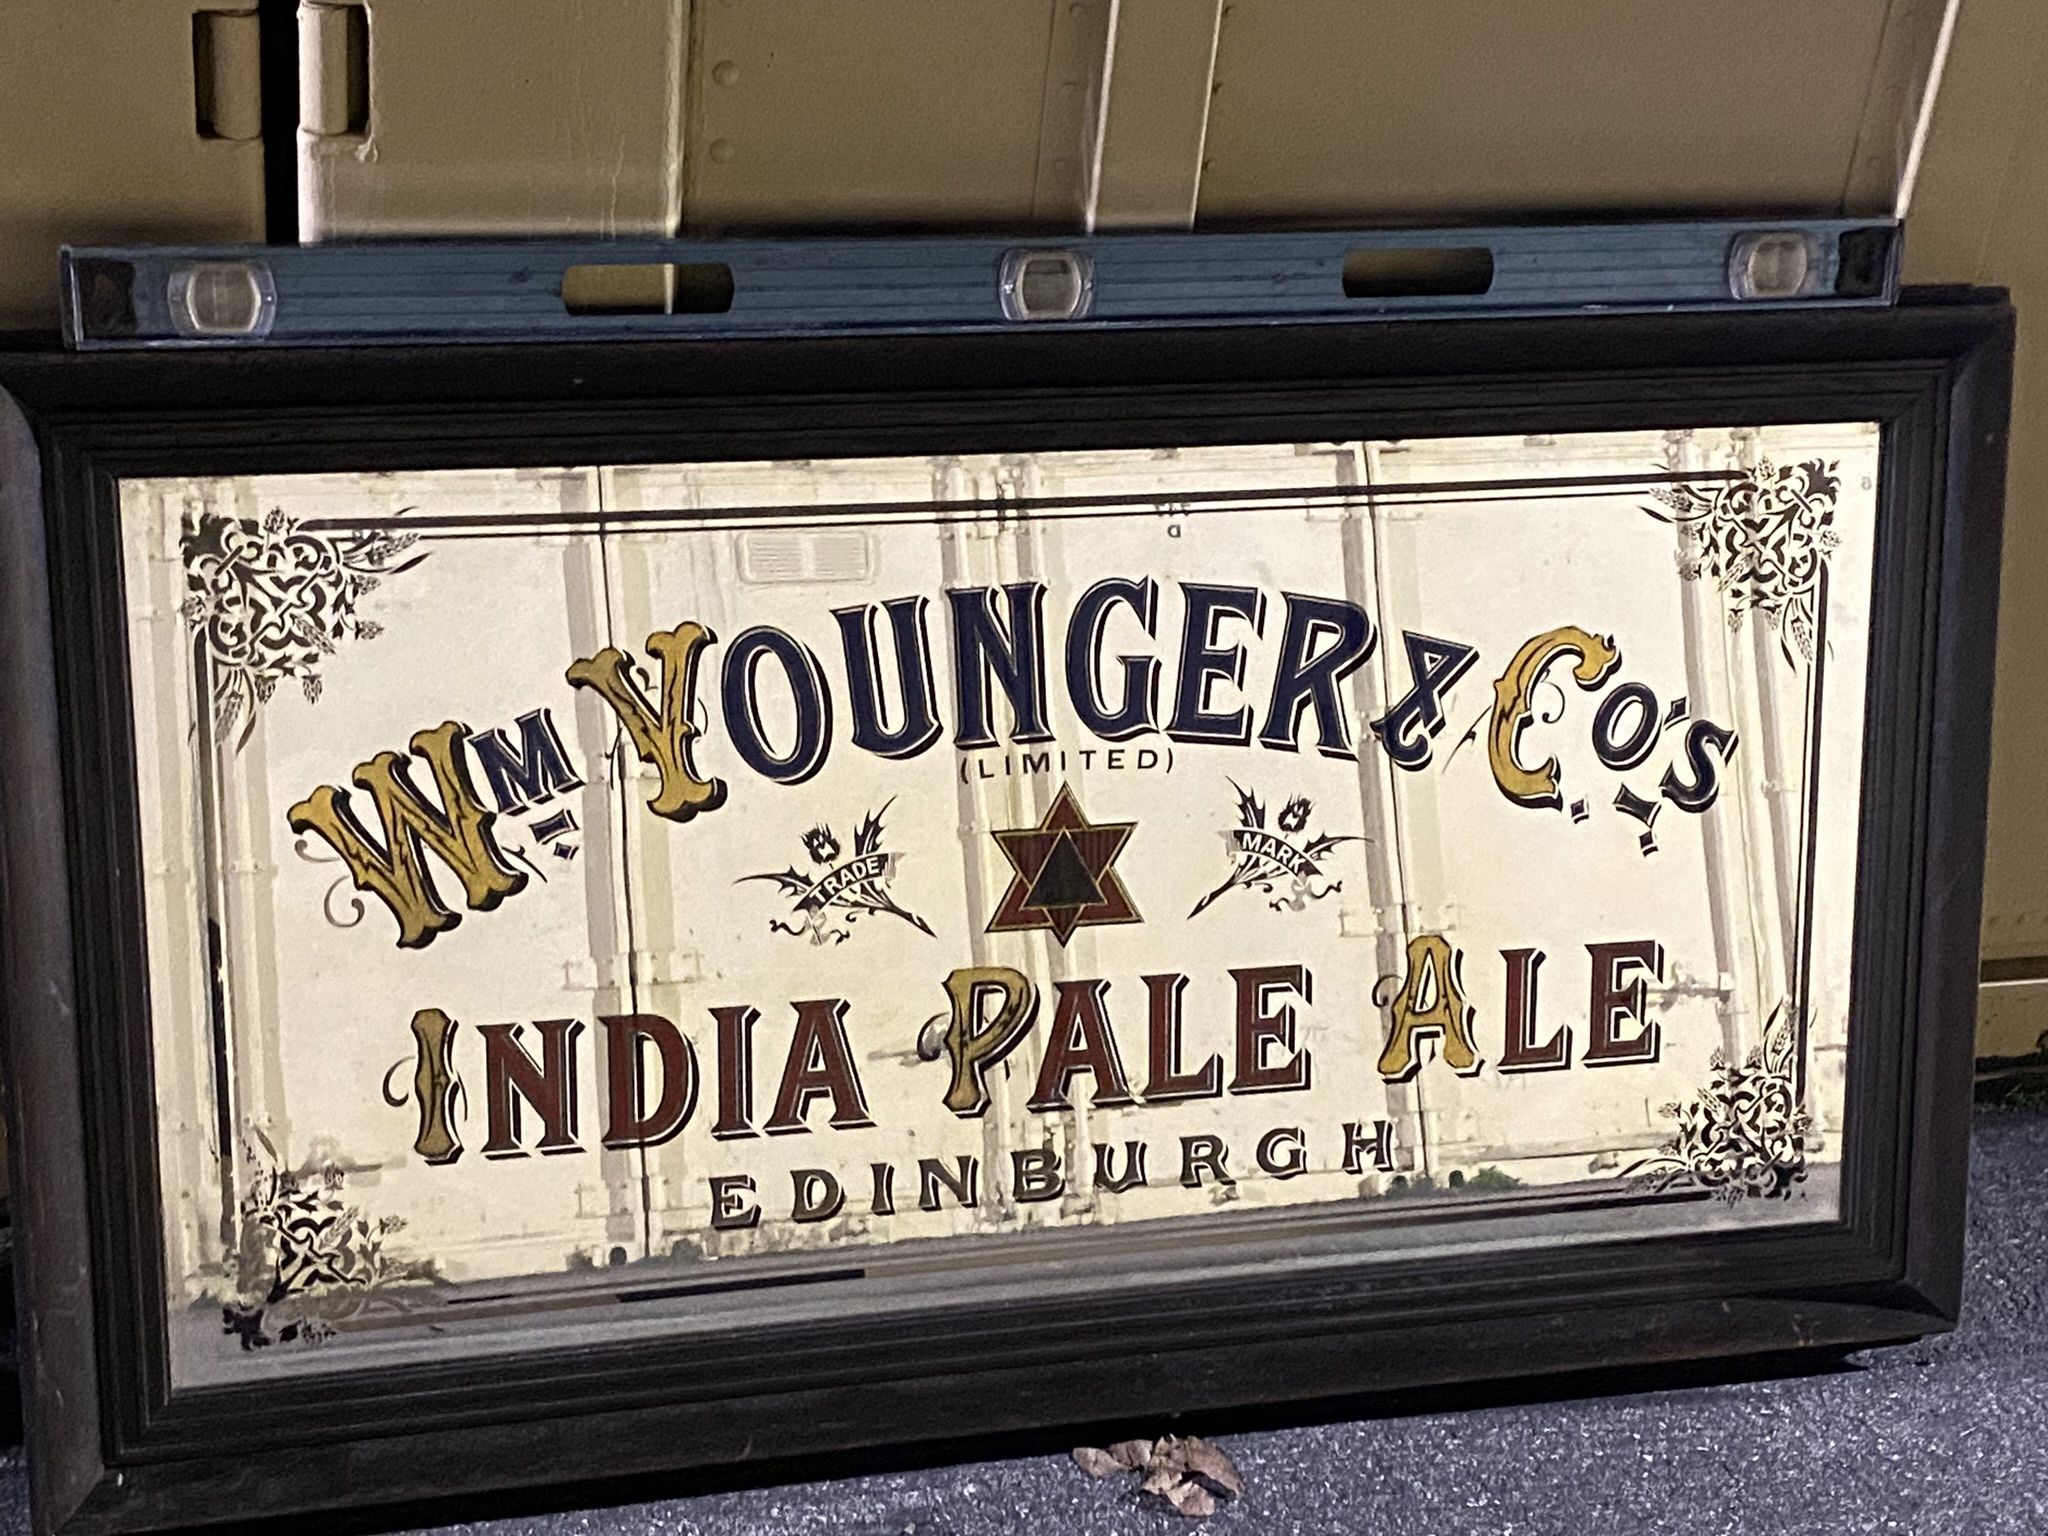 Wm. YOUNGER & Co's.
(LIMITED)
TRADE MARK
INDIA PALE ALE
EDINBURGH